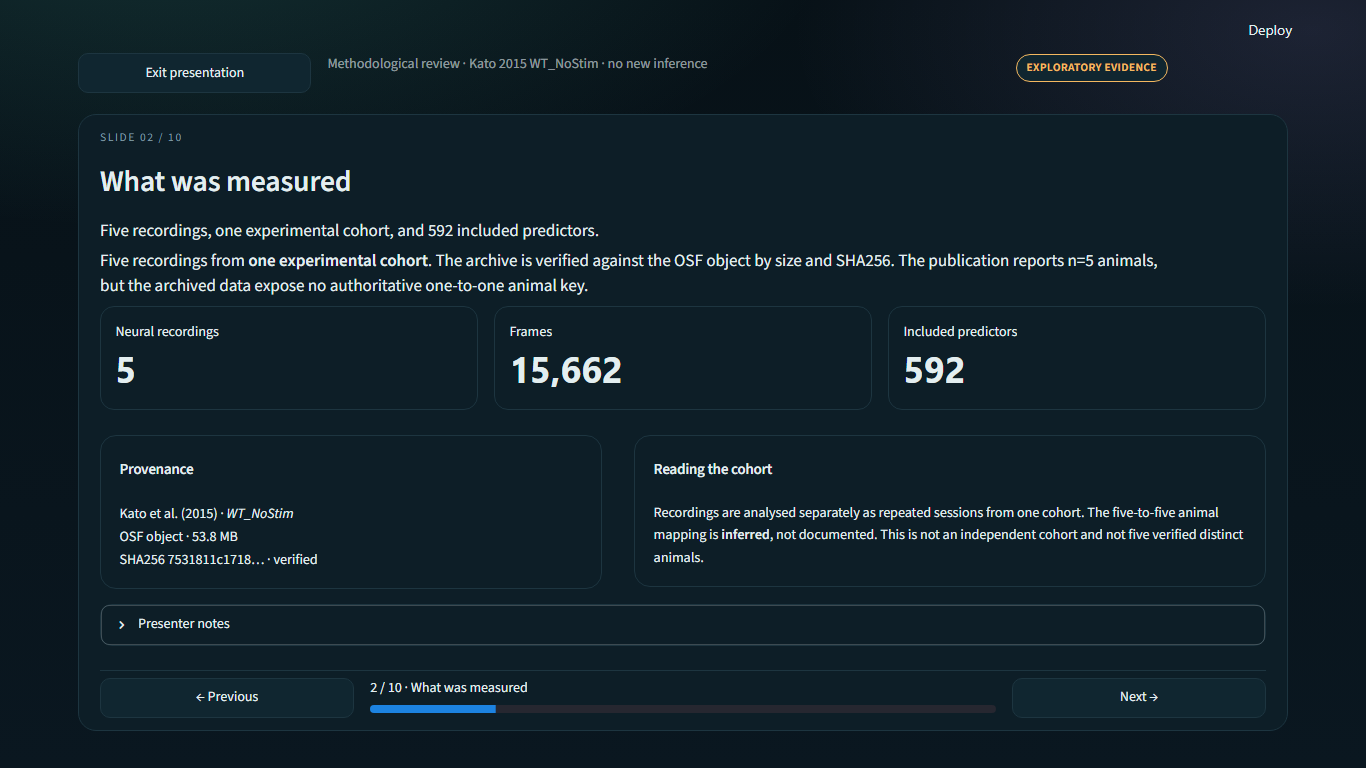 Deploy
Exit presentation
Methodological review · Kato 2015 WT_NoStim · no new inference
EXPLORATORY EVIDENCE
SLIDE 02 / 10
What was measured
Five recordings, one experimental cohort, and 592 included predictors.
Five recordings from one experimental cohort. The archive is verified against the OSF object by size and SHA256. The publication reports n=5 animals,
but the archived data expose no authoritative one-to-one animal key.
Neural recordings
5
Frames
15,662
Included predictors
592
Provenance
Kato et al. (2015) · WT_NoStim
OSF object · 53.8 MB
SHA256 7531811c1718… · verified
Reading the cohort
Recordings are analysed separately as repeated sessions from one cohort. The five-to-five animal
mapping is inferred, not documented. This is not an independent cohort and not five verified distinct
animals.
Presenter notes
← Previous
2 / 10 · What was measured
Next →